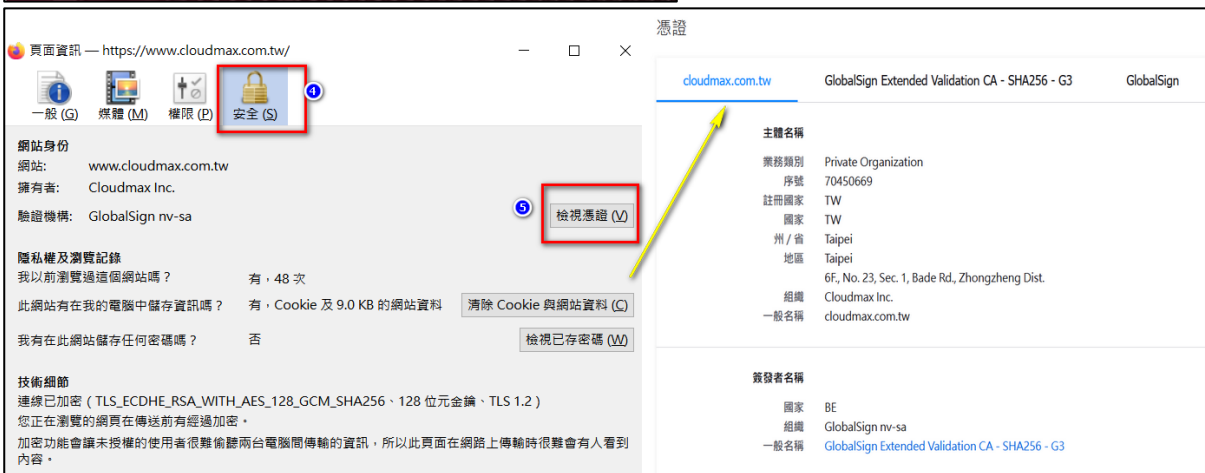 頁面資訊 — https://www.cloudmax.com.tw/
一般 (G) 媒體 (M) 權限 (P) 安全 (S) 4
網站身份
網站: www.cloudmax.com.tw
擁有者: Cloudmax Inc.
驗證機構: GlobalSign nv-sa 5 檢視憑證 (V)
隱私權及瀏覽記錄
我以前瀏覽過這個網站嗎？ 有，48 次
此網站有在我的電腦中儲存資訊嗎？ 有，Cookie 及 9.0 KB 的網站資料 清除 Cookie 與網站資料 (C)
我有在此網站儲存任何密碼嗎？ 否 檢視已存密碼 (W)
技術細節
連線已加密（TLS_ECDHE_RSA_WITH_AES_128_GCM_SHA256、128 位元金鑰、TLS 1.2）
您正在瀏覽的網頁在傳送前有經過加密。
加密功能會讓未授權的使用者很難偷聽兩台電腦間傳輸的資訊，所以此頁面在網路上傳輸時很難會有人看到
內容。
憑證
cloudmax.com.tw GlobalSign Extended Validation CA - SHA256 - G3 GlobalSign
主體名稱
業務類別 Private Organization
序號 70450669
註冊國家 TW
國家 TW
州 / 省 Taipei
地區 Taipei
6F., No. 23, Sec. 1, Bade Rd., Zhongzheng Dist.
組織 Cloudmax Inc.
一般名稱 cloudmax.com.tw
簽發者名稱
國家 BE
組織 GlobalSign nv-sa
一般名稱 GlobalSign Extended Validation CA - SHA256 - G3